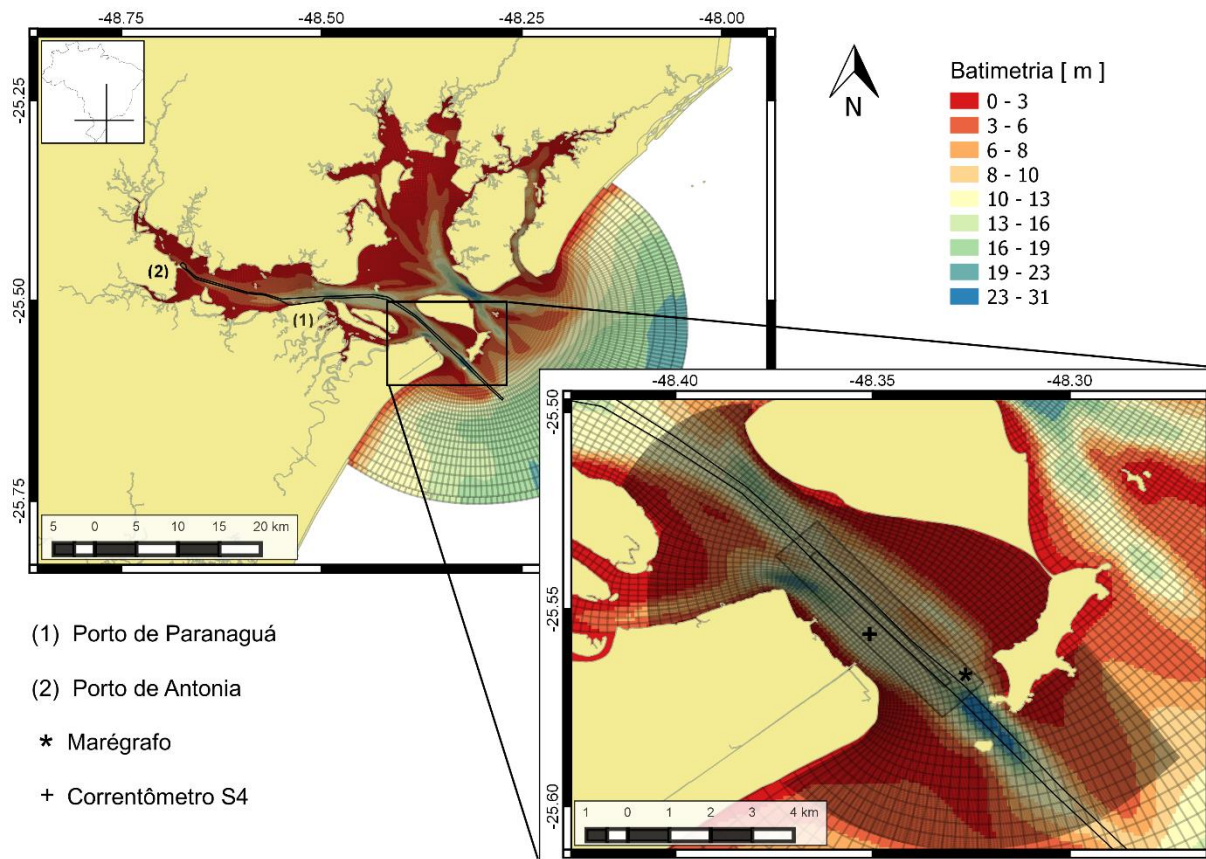 -48.75 -48.50 -48.25 -48.00
-25.25
-25.50
-25.75
(2)
(1)
5 0 5 10 15 20 km
N
Batimetria [ m ]
0 - 3
3 - 6
6 - 8
8 - 10
10 - 13
13 - 16
16 - 19
19 - 23
23 - 31
(1) Porto de Paranaguá
(2) Porto de Antonia
* Marégrafo
+ Correntômetro S4
-48.40 -48.35 -48.30
-25.50
-25.55
-25.60
1 0 1 2 3 4 km